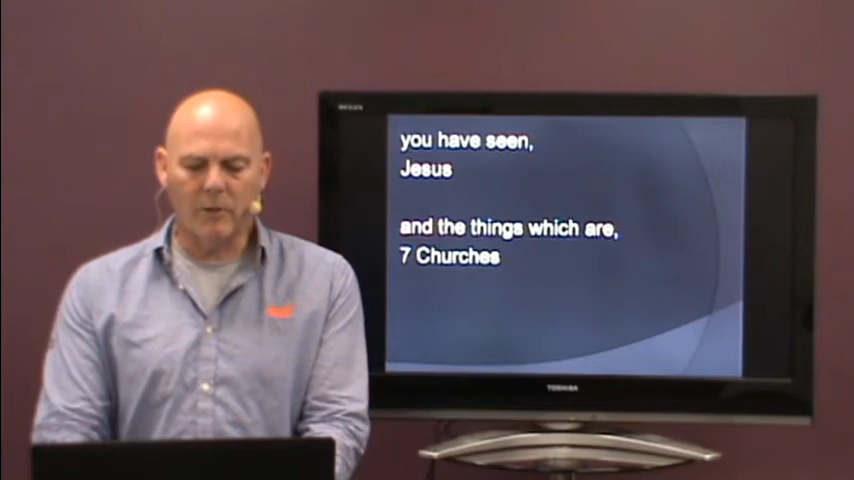 you have seen,
Jesus
and the things which are,
7 Churches
TOSHIBA